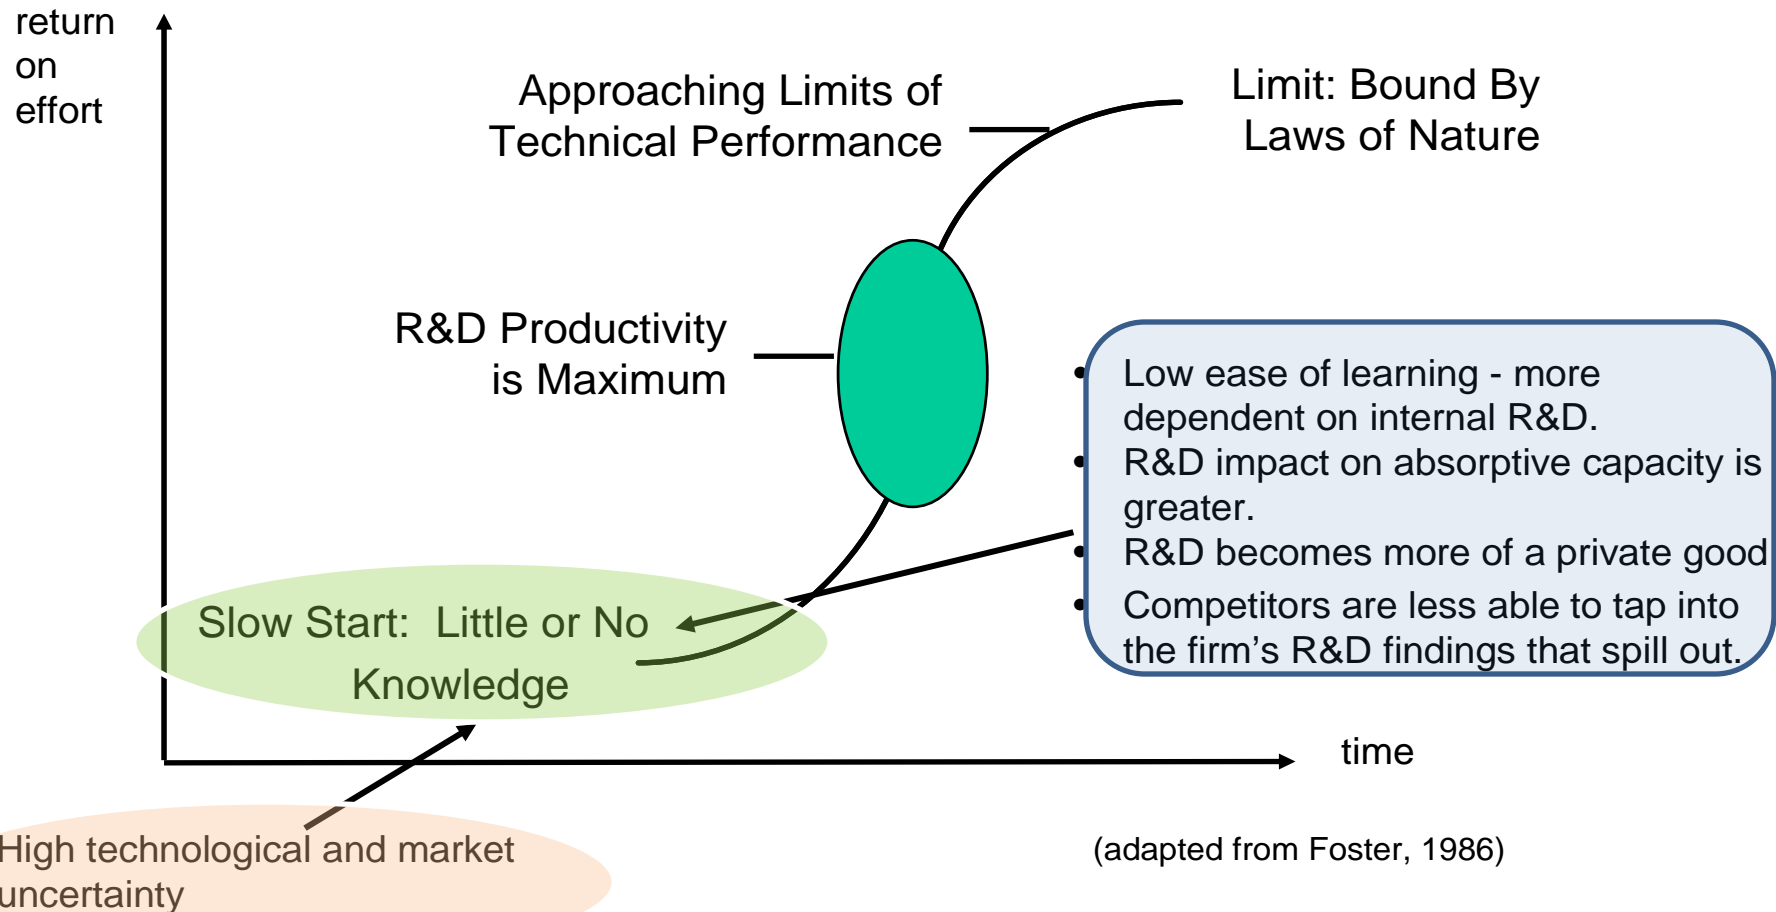 return
on
effort
Approaching Limits of
Technical Performance
Limit: Bound By
Laws of Nature
R&D Productivity
is Maximum
• Low ease of learning - more
dependent on internal R&D.
• R&D impact on absorptive capacity is
greater.
• R&D becomes more of a private good
• Competitors are less able to tap into
the firm’s R&D findings that spill out.
Slow Start: Little or No
Knowledge
time
High technological and market
uncertainty
(adapted from Foster, 1986)